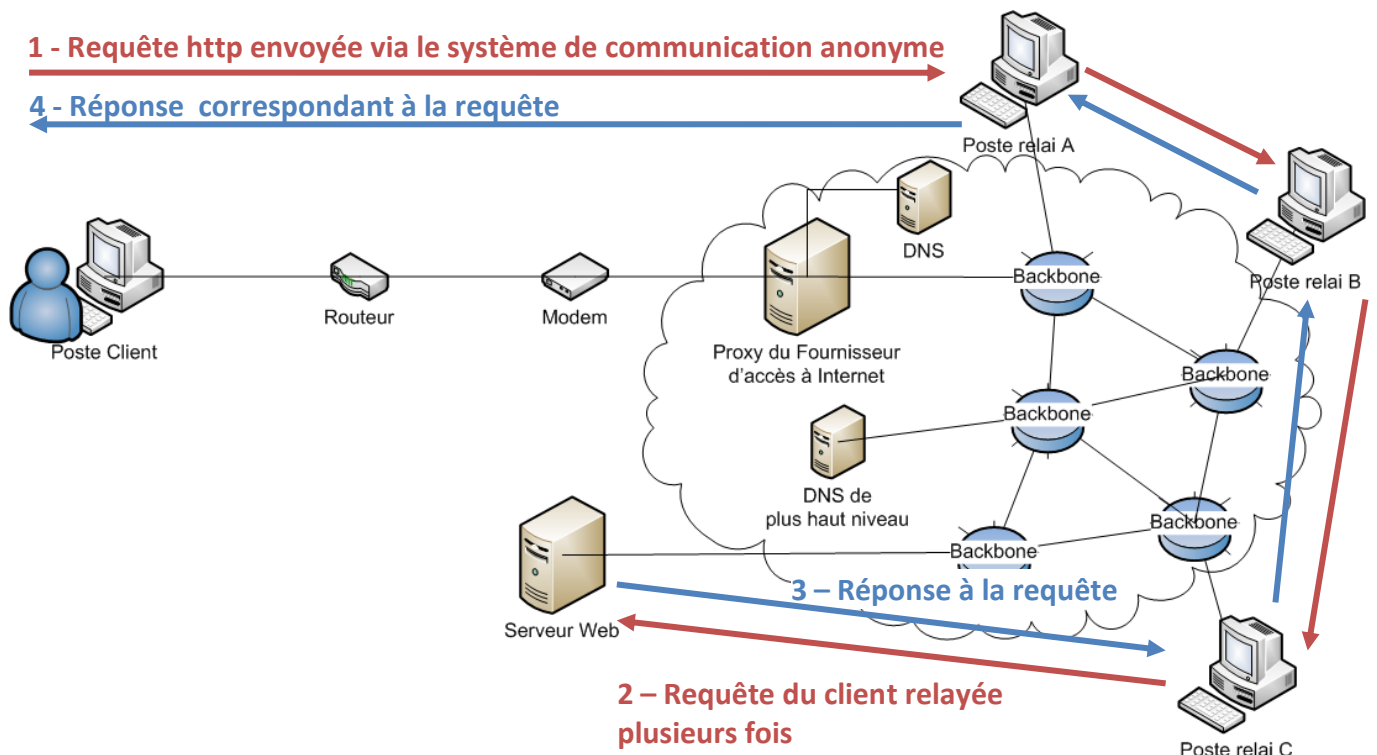 1 - Requête http envoyée via le système de communication anonyme
4 - Réponse  correspondant à la requête
Poste relai A
DNS
Backbone
Poste relai B
Routeur
Modem
Poste Client
Proxy du Fournisseur
d'accès à Internet
Backbone
Backbone
DNS de
plus haut niveau
Backbone
Backbone
3 – Réponse à la requête
Serveur Web
2 – Requête du client relayée
plusieurs fois
Poste relai C